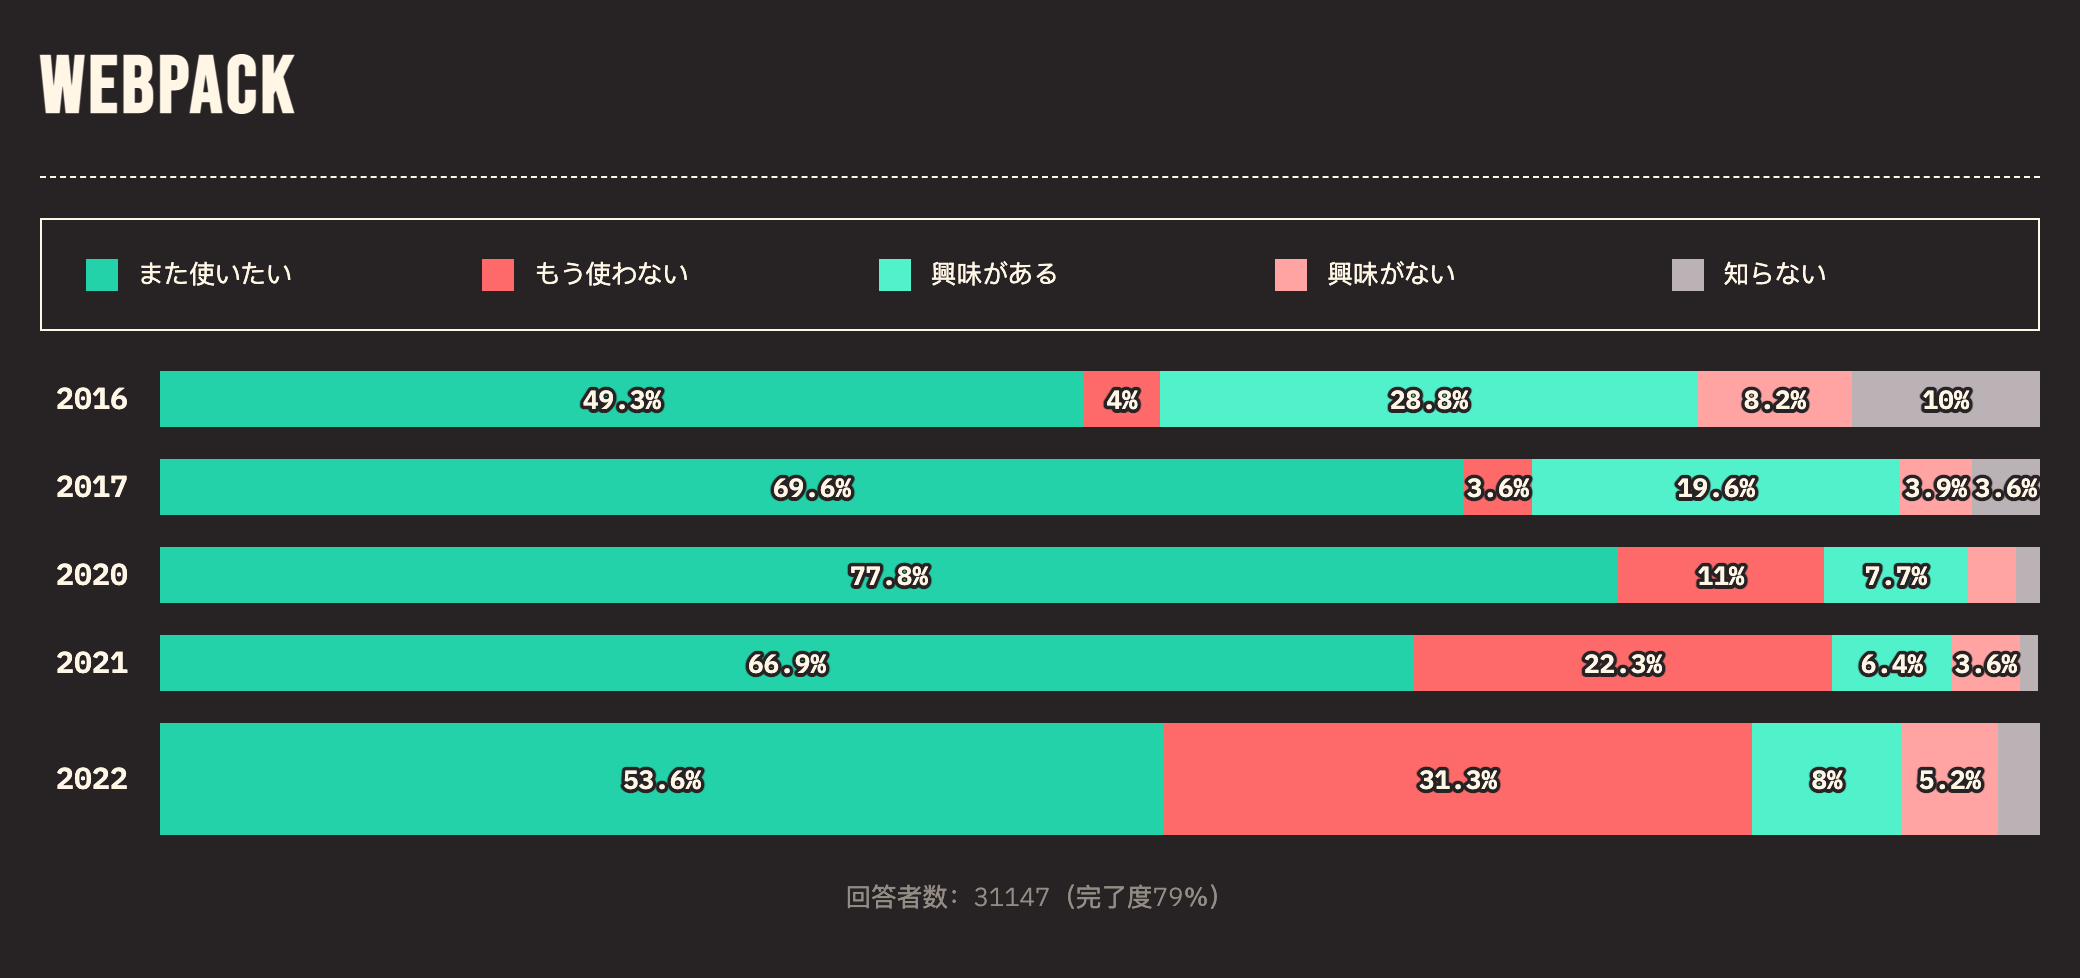 WEBPACK
また使いたい もう使わない 興味がある 興味がない 知らない
2016 49.3% 4% 28.8% 8.2% 10%
2017 69.6% 3.6% 19.6% 3.9% 3.6%
2020 77.8% 11% 7.7%
2021 66.9% 22.3% 6.4% 3.6%
2022 53.6% 31.3% 8% 5.2%
回答者数: 31147 (完了度79%)